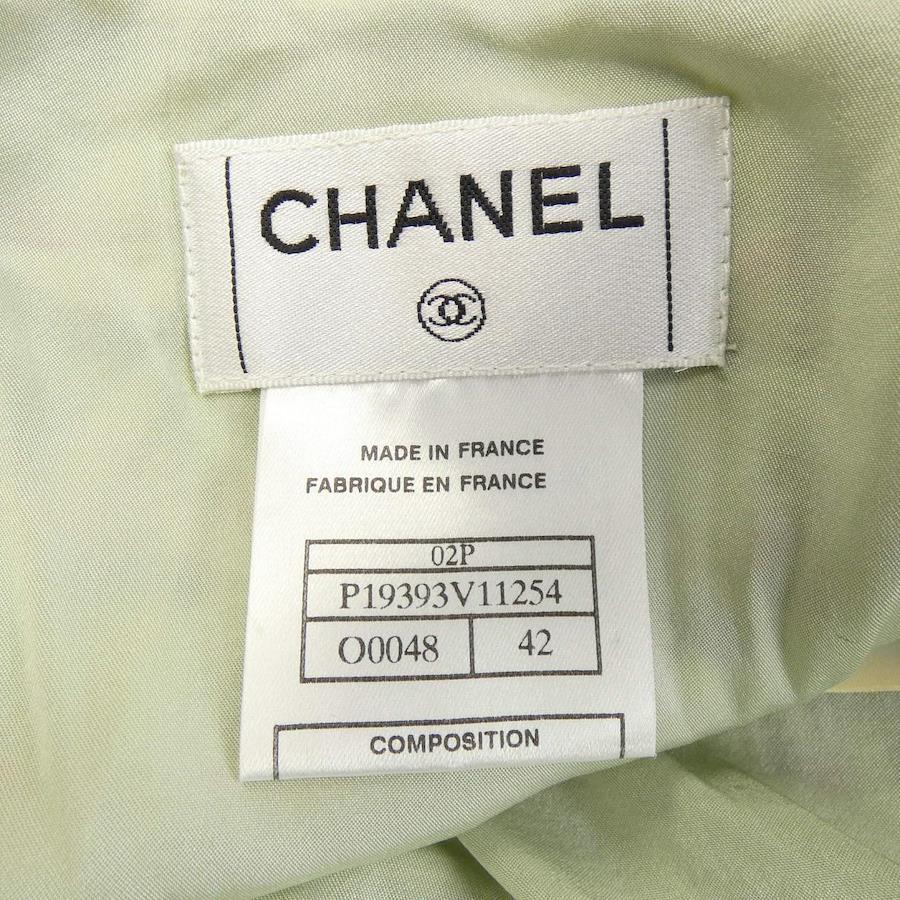 CHANEL
MADE IN FRANCE
FABRIQUE EN FRANCE
02P
P19393V11254
O0048 42
COMPOSITION